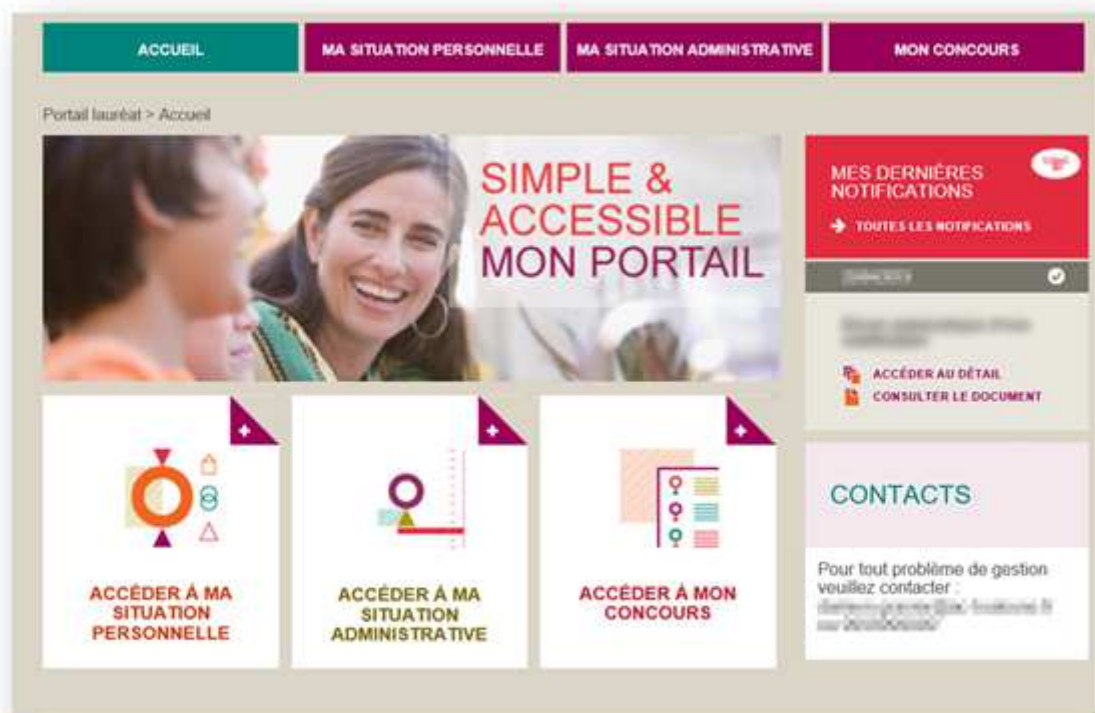 ACCUEIL
MA SITUATION PERSONNELLE
MA SITUATION ADMINISTRATIVE
MON CONCOURS
Portail lauréat > Accueil
SIMPLE &
ACCESSIBLE
MON PORTAIL
MES DERNIÈRES
NOTIFICATIONS
TOUTES LES NOTIFICATIONS
ACCÉDER AU DÉTAIL
CONSULTER LE DOCUMENT
ACCÉDER À MA
SITUATION
PERSONNELLE
ACCÉDER À MA
SITUATION
ADMINISTRATIVE
ACCÉDER À MON
CONCOURS
CONTACTS
Pour tout problème de gestion
veuillez contacter :